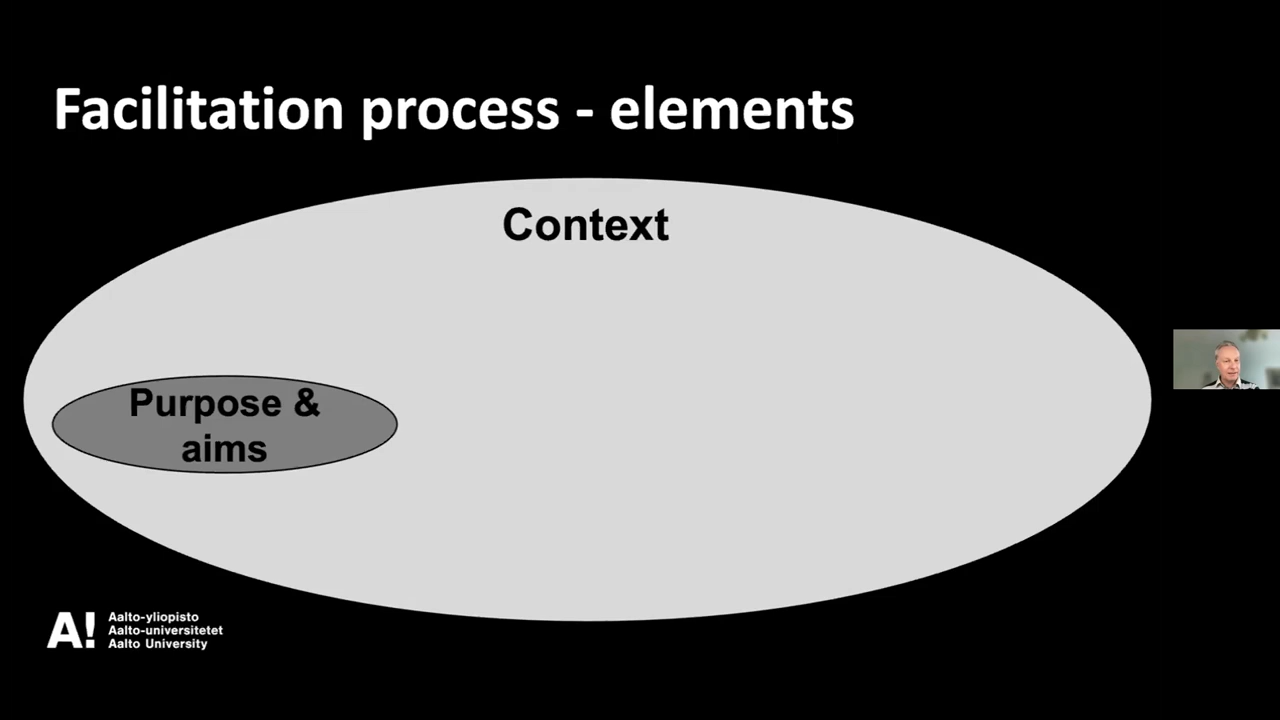 Facilitation process - elements
Context
Purpose &
aims
A!
Aalto-yliopisto
Aalto-universitetet
Aalto University